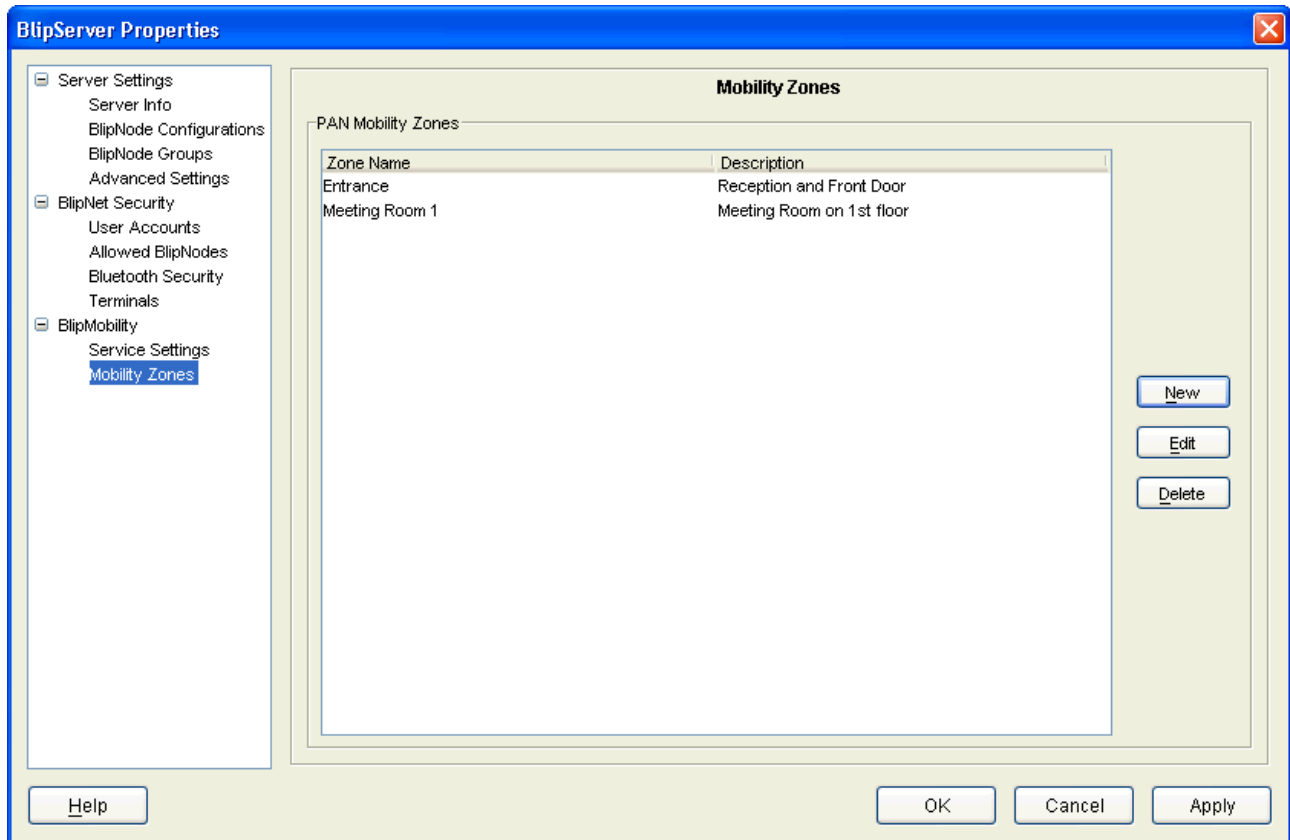 BlipServer Properties
Server Settings
Server Info
BlipNode Configurations
BlipNode Groups
Advanced Settings
BlipNet Security
User Accounts
Allowed BlipNodes
Bluetooth Security
Terminals
BlipMobility
Service Settings
Mobility Zones
Mobility Zones
PAN Mobility Zones
Zone Name Description
Entrance Reception and Front Door
Meeting Room 1 Meeting Room on 1st floor
New
Edit
Delete
Help OK Cancel Apply